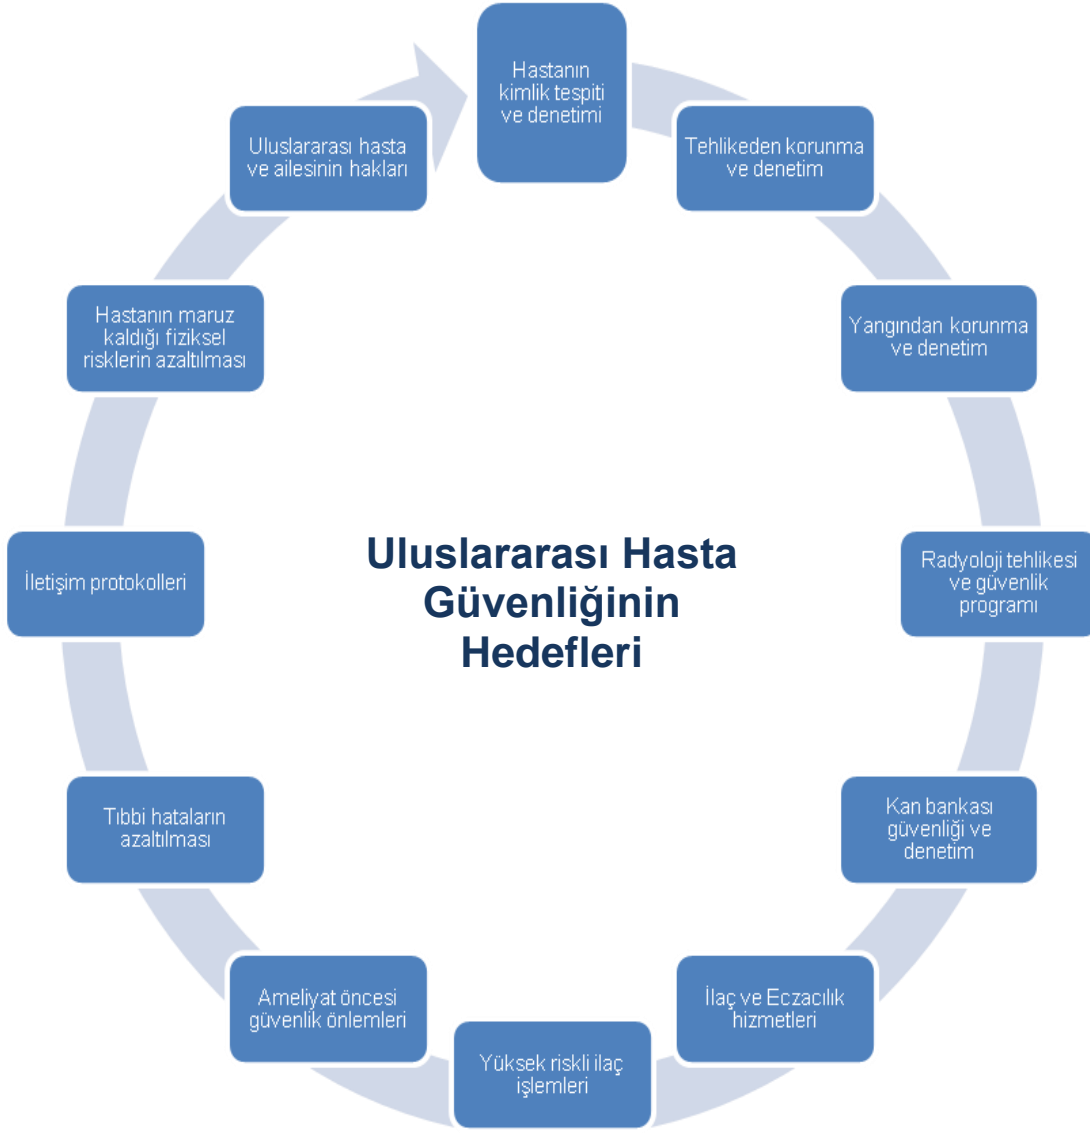 Hastanın
kimlik tespiti
ve denetimi
Tehlikeden korunma
ve denetim
Yangından korunma
ve denetim
Radyoloji tehlikesi
ve güvenlik
programı
Kan bankası
güvenliği ve
denetim
İlaç ve Eczacılık
hizmetleri
Yüksek riskli ilaç
işlemleri
Ameliyat öncesi
güvenlik önlemleri
Tıbbi hataların
azaltılması
İletişim protokolleri
Hastanın maruz
kaldığı fiziksel
risklerin azaltılması
Uluslararası hasta
ve ailesinin hakları
Uluslararası Hasta
Güvenliğinin
Hedefleri